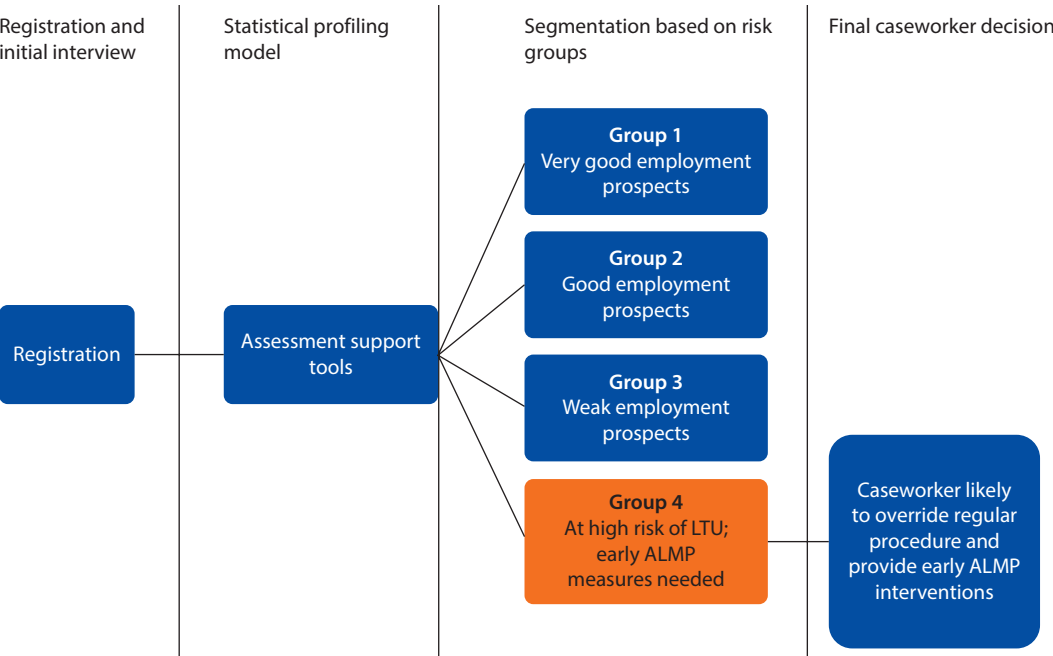 Registration and
initial interview
Statistical profiling
model
Segmentation based on risk
groups
Final caseworker decision
Registration
Assessment support
tools
Group 1
Very good employment
prospects
Group 2
Good employment
prospects
Group 3
Weak employment
prospects
Group 4
At high risk of LTU;
early ALMP
measures needed
Caseworker likely
to override regular
procedure and
provide early ALMP
interventions